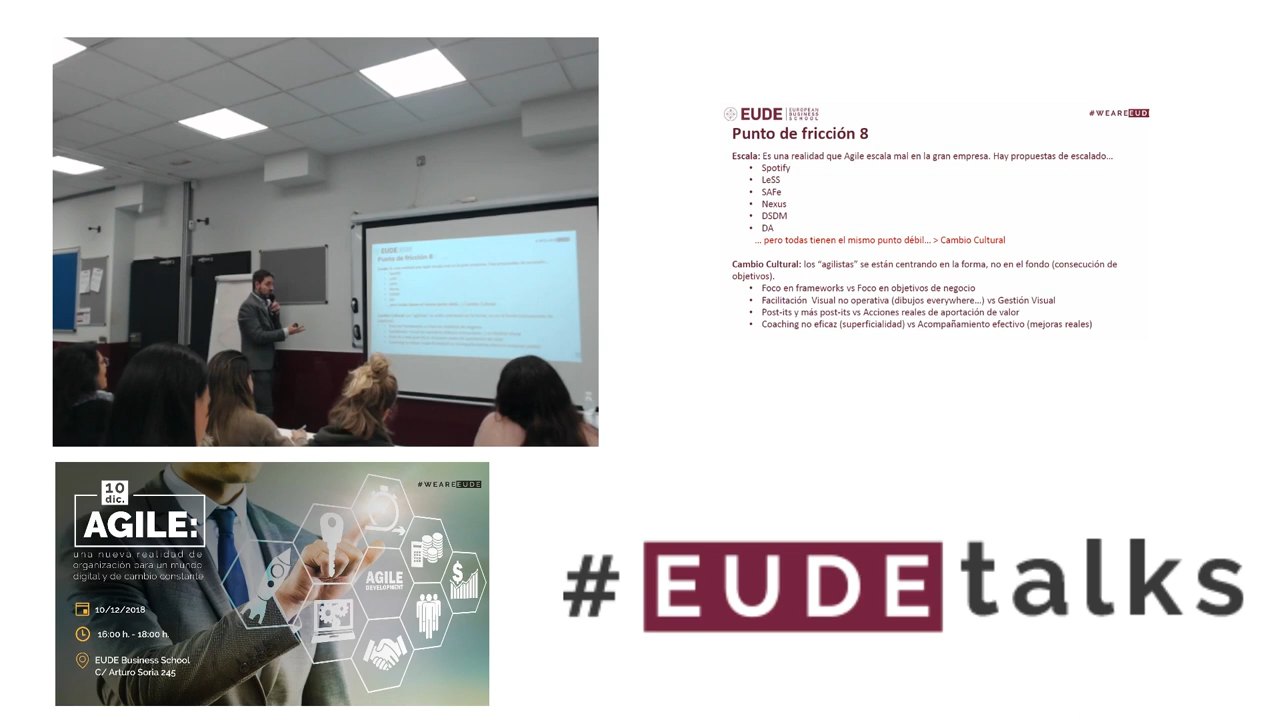 EUDE EUROPEAN BUSINESS SCHOOL
#WEAREEUDE
Punto de fricción 8
Escala: Es una realidad que Agile escala mal en la gran empresa. Hay propuestas de escalado...
• Spotify
• LeSS
• SAFe
• Nexus
• DSDM
• DA
... pero todas tienen el mismo punto débil... > Cambio Cultural
Cambio Cultural: los “agilistas” se están centrando en la forma, no en el fondo (consecución de
objetivos).
• Foco en frameworks vs Foco en objetivos de negocio
• Facilitación Visual no operativa (dibujos everywhere...) vs Gestión Visual
• Post-its y más post-its vs Acciones reales de aportación de valor
• Coaching no eficaz (superficialidad) vs Acompañamiento efectivo (mejoras reales)
EUDE
Punto de fricción 8
#WEAREEUDE
10
dic.
AGILE:
una nueva realidad de
organización para un mundo
digital y de cambio constante
10/12/2018
16:00 h. - 18:00 h.
EUDE Business School
C/ Arturo Soria 245
AGILE
DEVELOPMENT
$
#EUDEtalks